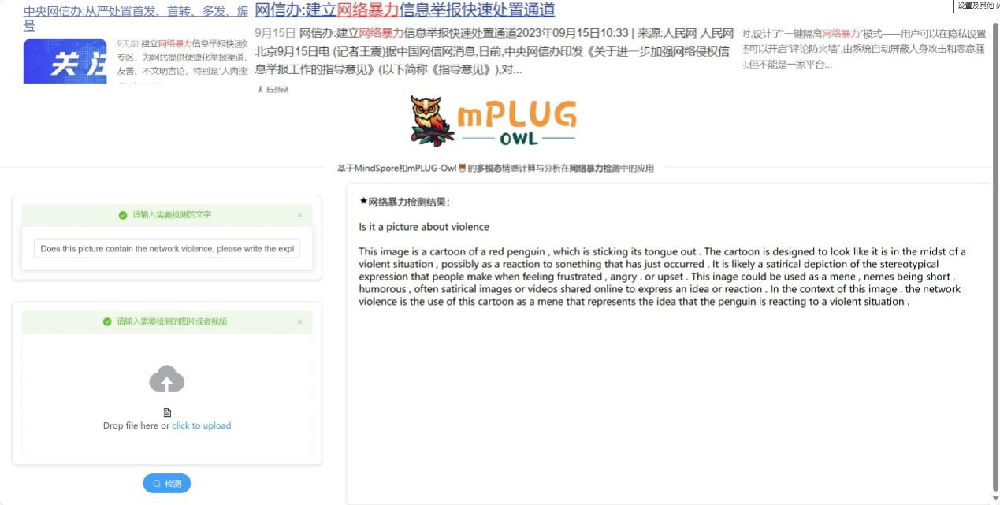 中央网信办:从严处置首发、首转、多发、煽
号
关注
9天前 建立网络暴力信息举报快速处
专区，为网民提供便捷化举报渠道，
友善、不文明言论，特别是“人肉搜
网信办:建立网络暴力信息举报快速处置通道
9月15日 网信办:建立网络暴力信息举报快速处置通道2023年09月15日10:33 | 来源:人民网 人民网
北京9月15日电 (记者王震)据中国网信网消息,日前,中央网信办印发《关于进一步加强网络侵权信
息举报工作的指导意见》(以下简称《指导意见》),对...
人民网
设置及其他
时,设计了“一键隔离网络暴力”模式——用户可以在隐私设置
还可以开启“评论防火墙”,由系统自动屏蔽人身攻击和恶意骚
,但不能是一家平台...
mPLUG
OWL
基于MindSpore和mPLUG-Owl🦉的多模态情感计算与分析在网络暴力检测中的应用
请输入需要检测的文字 ×
Does this picture contain the network violence, please write the expl
请输入需要检测的图片或者视频 ×
Drop file here or click to upload
检测
★网络暴力检测结果：
Is it a picture about violence
This image is a cartoon of a red penguin , which is sticking its tongue out . The cartoon is designed to look like it is in the midst of a
violent situation , possibly as a reaction to sonething that has just occurred . It is likely a satirical depiction of the stereotypical
expression that people make when feeling frustrated , angry . or upset . This inage could be used as a mene , nemes being short ,
humorous , often satirical images or videos shared online to express an idea or reaction . In the context of this image . the network
violence is the use of this cartoon as a mene that represents the idea that the penguin is reacting to a violent situation .